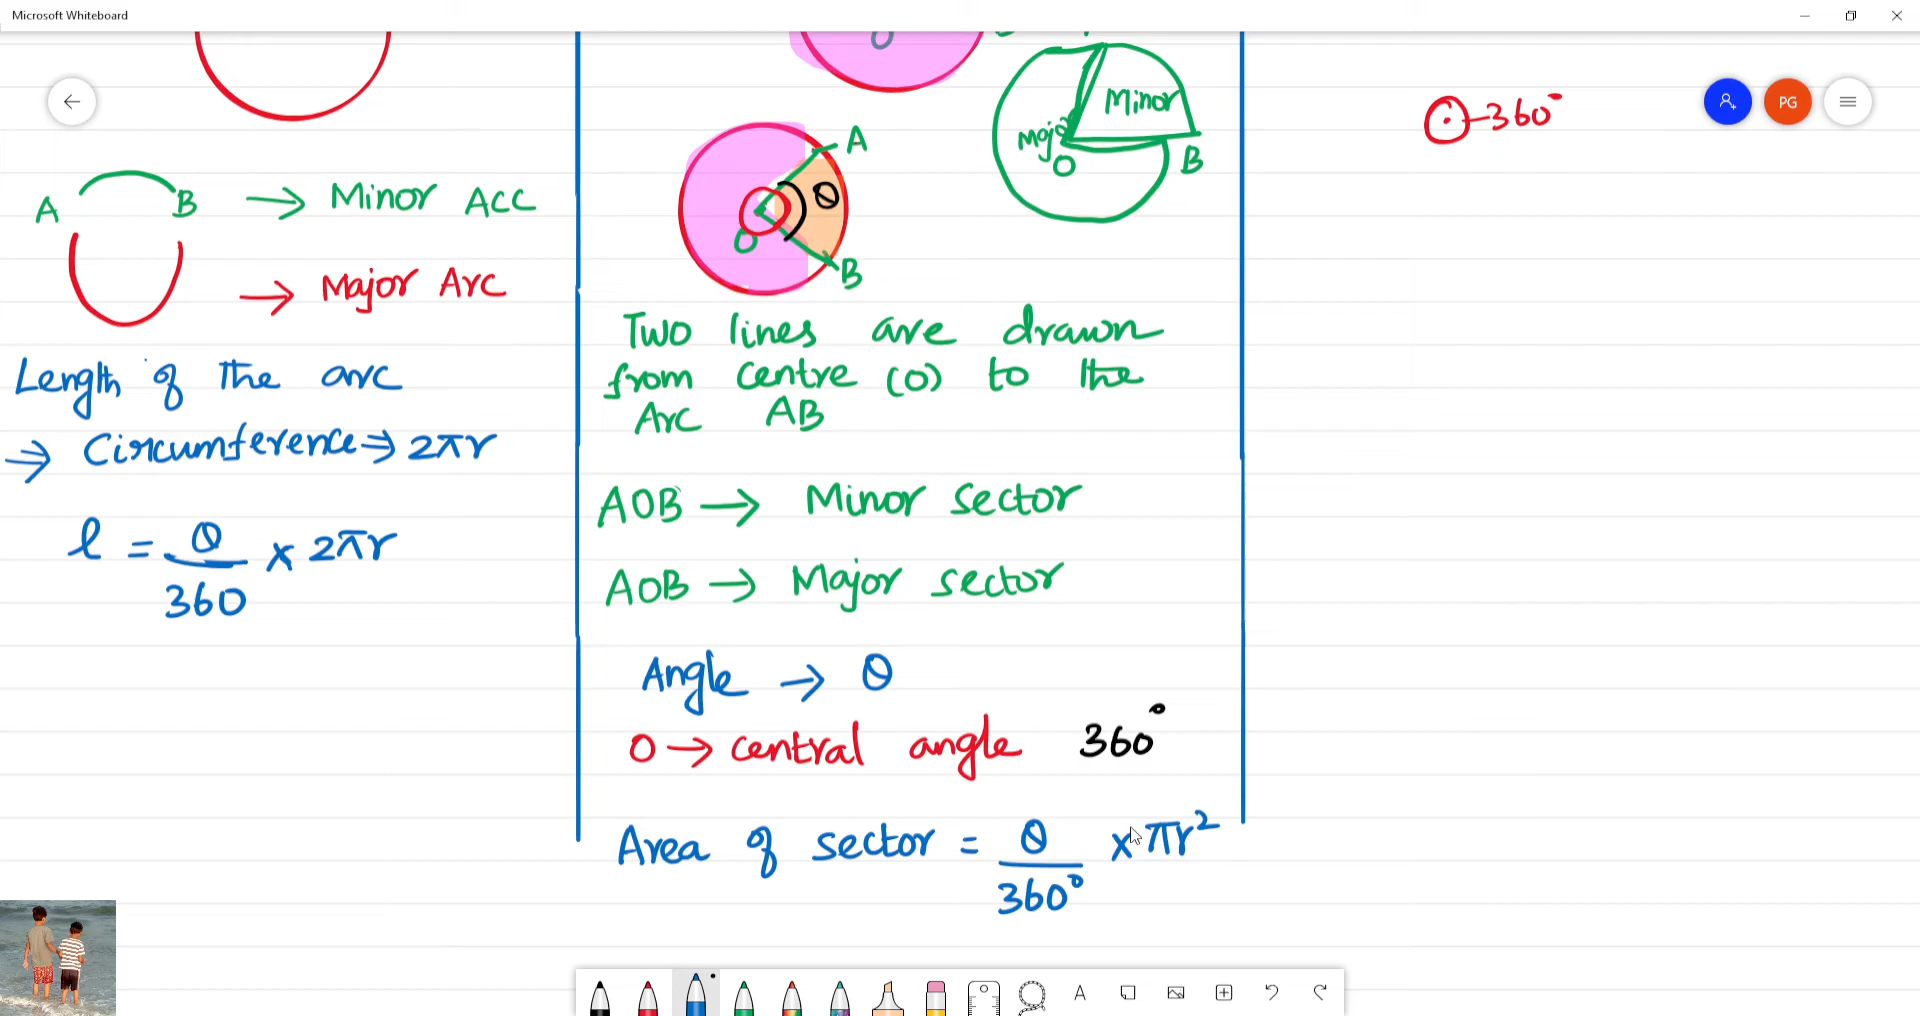 Microsoft Whiteboard
A B → Minor Acc
→ Major Arc
Length of the arc
⇒ Circumference ⇒ 2πr
l = θ/360 × 2πr
O
B
Minor
Major
O
B
A
θ
O
B
Two lines are drawn
from centre (O) to the
Arc AB
AOB → Minor sector
AOB → Major sector
Angle → θ
O → central angle 360°
Area of sector = θ/360° × πr²
360°
PG
A